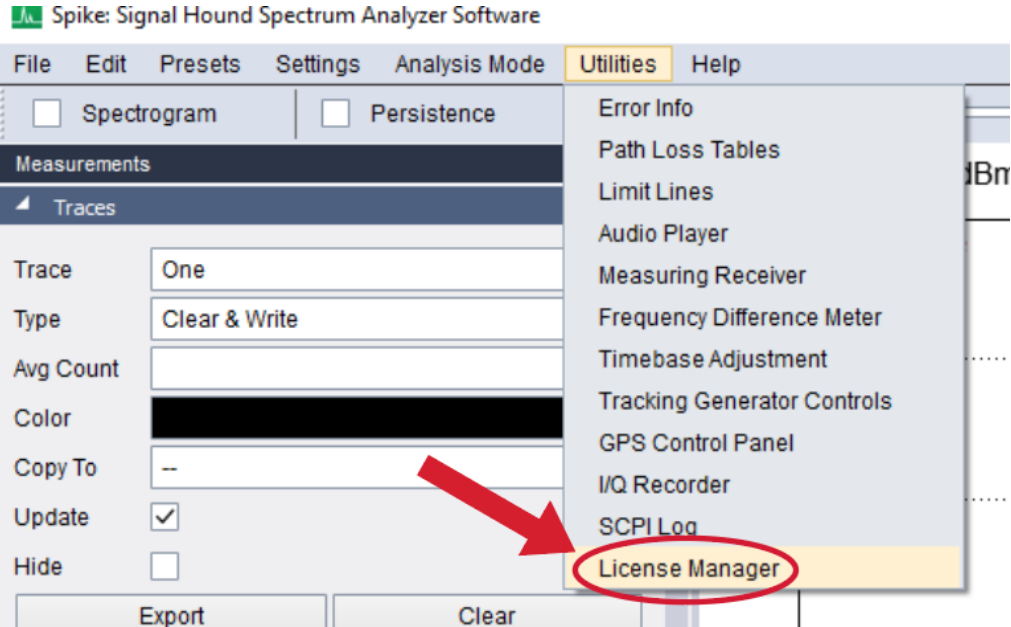 Spike: Signal Hound Spectrum Analyzer Software
File Edit Presets Settings Analysis Mode Utilities Help
Spectrogram Persistence
Measurements
Traces
Trace One
Type Clear & Write
Avg Count
Color
Copy To --
Update
Hide
Export Clear
Error Info
Path Loss Tables
Limit Lines
Audio Player
Measuring Receiver
Frequency Difference Meter
Timebase Adjustment
Tracking Generator Controls
GPS Control Panel
I/Q Recorder
SCPI Log
License Manager